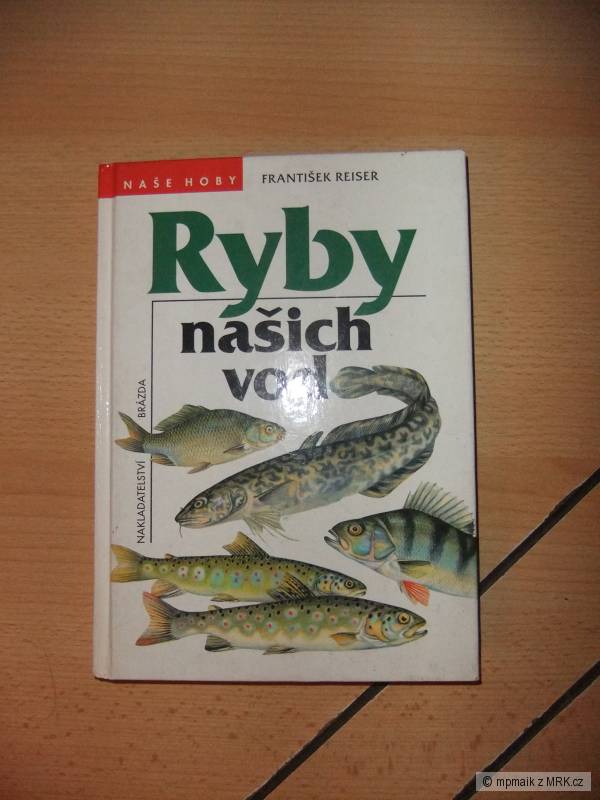 NAŠE HOBY
FRANTIŠEK REISER
Ryby
našich
vod
NAKLADATELSTVÍ BRÁZDA
© mpmaik z MRK.cz